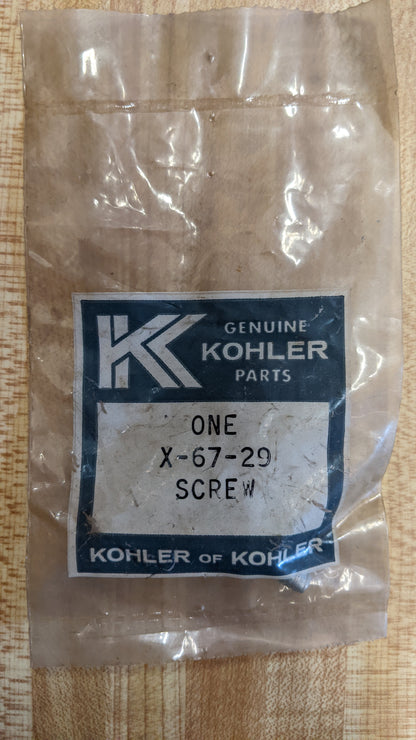 K
GENUINE
KOHLER
PARTS
ONE
X-67-29
SCREW
KOHLER OF KOHLER